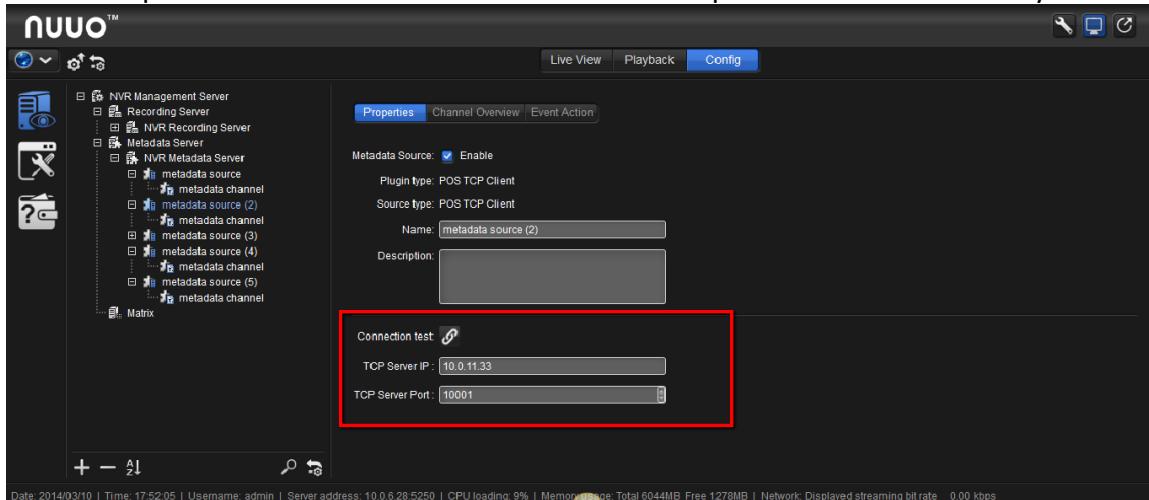 nuuo™
Live View Playback Config
NVR Management Server
Recording Server
NVR Recording Server
Metadata Server
NVR Metadata Server
metadata source
metadata channel
metadata source (2)
metadata channel
metadata source (3)
metadata source (4)
metadata channel
metadata source (5)
metadata channel
Matrix
Properties Channel Overview Event Action
Metadata Source: Enable
Plugin type: POS TCP Client
Source type: POS TCP Client
Name: metadata source (2)
Description:
Connection test:
TCP Server IP : 10.0.11.33
TCP Server Port : 10001
Date: 2014/03/10 | Time: 17:52:05 | Username: admin | Server address: 10.0.6.28:5250 | CPU loading: 9% | Memory usage: Total 6044MB Free 1278MB | Network: Displayed streaming bit rate 0.00 kbps